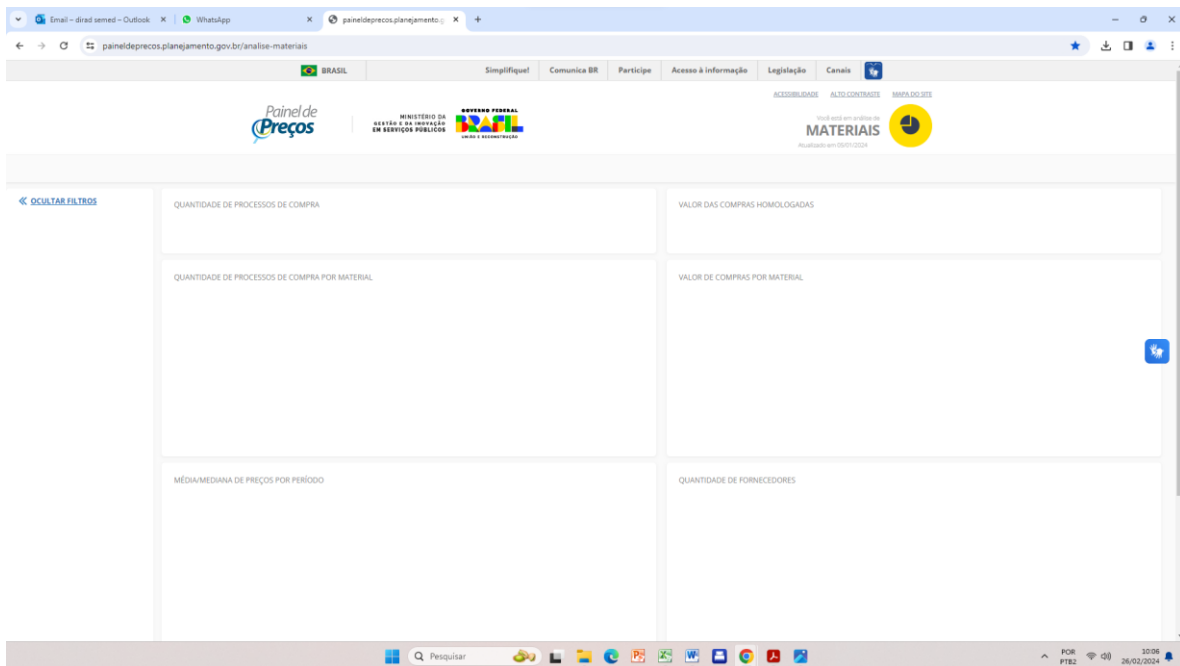 Email – dirad semed – Outlook
WhatsApp
paineldeprecos.planejamento.g
paineldeprecos.planejamento.gov.br/analise-materiais
BRASIL
Simplifique!
Comunica BR
Participe
Acesso à informação
Legislação
Canais
ACESSIBILIDADE
ALTO CONTRASTE
MAPA DO SITE
Painel de
Preços
MINISTÉRIO DA
GESTÃO E DA INOVAÇÃO
EM SERVIÇOS PÚBLICOS
GOVERNO FEDERAL
BRASIL
UNIÃO E RECONSTRUÇÃO
Você está em análise de
MATERIAIS
Atualizado em 09/01/2024
OCULTAR FILTROS
QUANTIDADE DE PROCESSOS DE COMPRA
VALOR DAS COMPRAS HOMOLOGADAS
QUANTIDADE DE PROCESSOS DE COMPRA POR MATERIAL
VALOR DE COMPRAS POR MATERIAL
MÉDIA/MEDIANA DE PREÇOS POR PERÍODO
QUANTIDADE DE FORNECEDORES
Pesquisar
POR
PTB2
10:06
26/02/2024